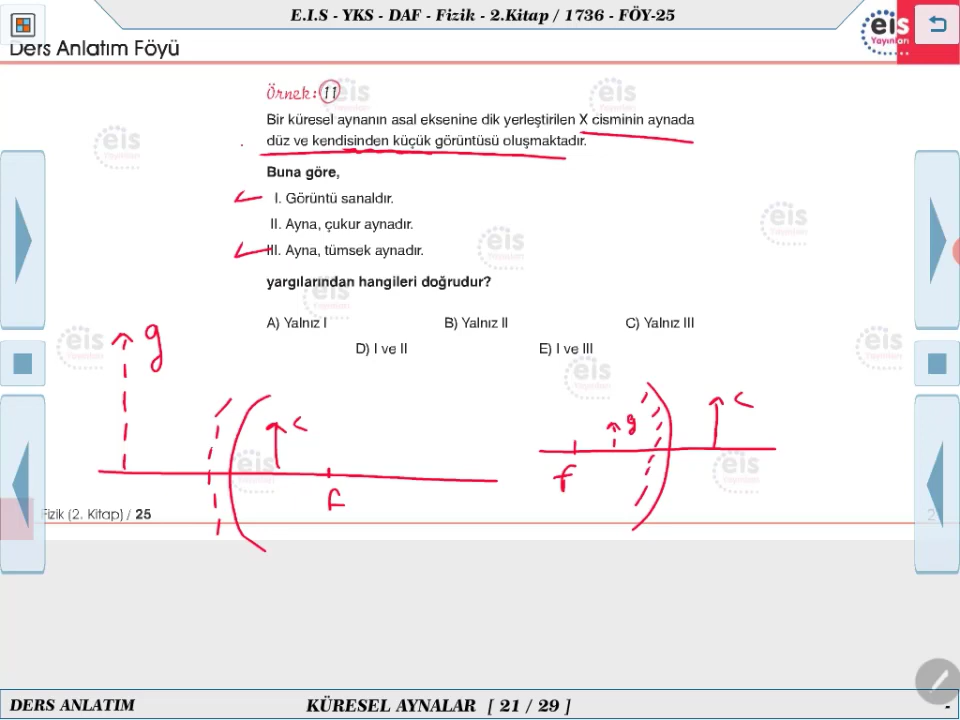 E.I.S - YKS - DAF - Fizik - 2.Kitap / 1736 - FÖY-25
Ders Anlatım Föyü
eis
Yayınları
Örnek: 11
Bir küresel aynanın asal eksenine dik yerleştirilen X cisminin aynada
düz ve kendisinden küçük görüntüsü oluşmaktadır.
Buna göre,
I. Görüntü sanaldır.
II. Ayna, çukur aynadır.
III. Ayna, tümsek aynadır.
yargılarından hangileri doğrudur?
A) Yalnız I B) Yalnız II C) Yalnız III
D) I ve II E) I ve III
g
c
F
g
c
F
Fizik (2. Kitap) / 25
2
DERS ANLATIM
KÜRESEL AYNALAR [ 21 / 29 ]
-